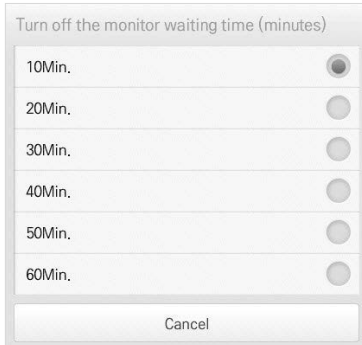 Turn off the monitor waiting time (minutes)
10Min.
20Min.
30Min.
40Min.
50Min.
60Min.
Cancel